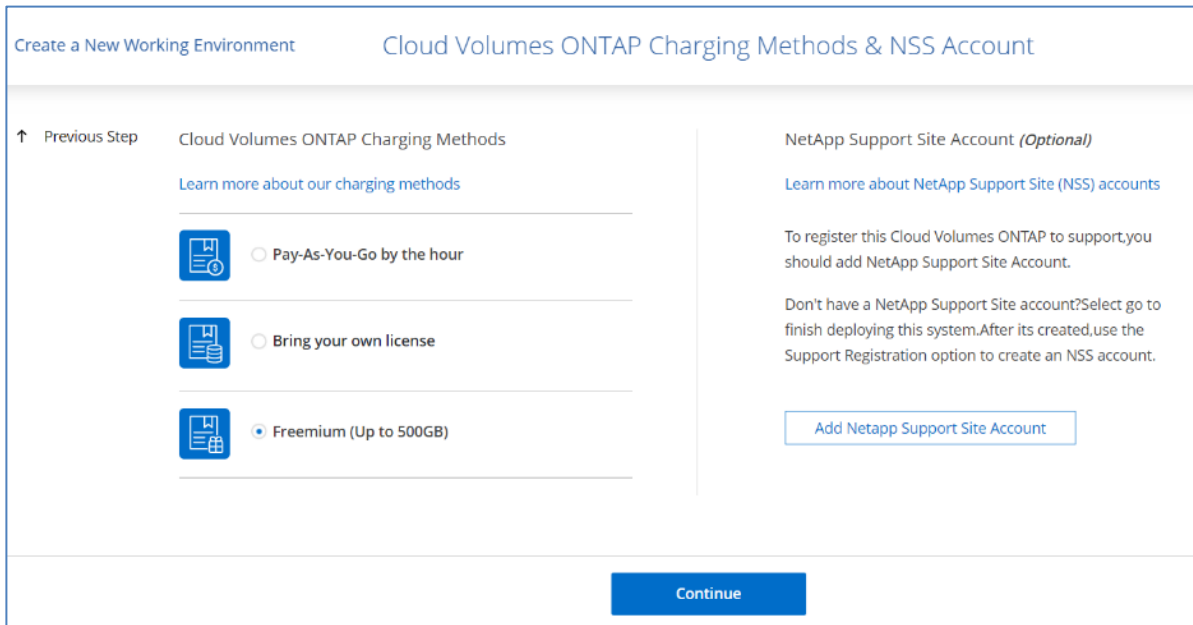 Create a New Working Environment
Cloud Volumes ONTAP Charging Methods & NSS Account
↑ Previous Step
Cloud Volumes ONTAP Charging Methods
Learn more about our charging methods
Pay-As-You-Go by the hour
Bring your own license
Freemium (Up to 500GB)
NetApp Support Site Account (Optional)
Learn more about NetApp Support Site (NSS) accounts
To register this Cloud Volumes ONTAP to support,you
should add NetApp Support Site Account.
Don't have a NetApp Support Site account?Select go to
finish deploying this system.After its created,use the
Support Registration option to create an NSS account.
Add Netapp Support Site Account
Continue